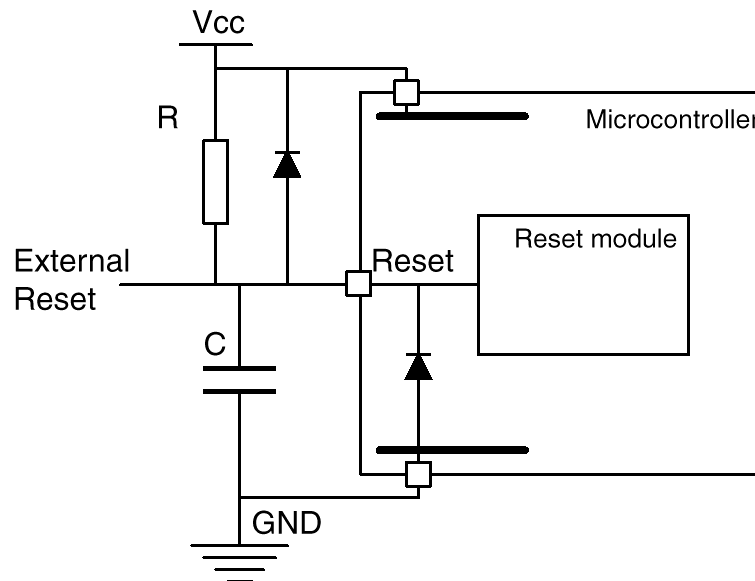 Vcc
R
Microcontroller
Reset module
External
Reset
Reset
C
GND